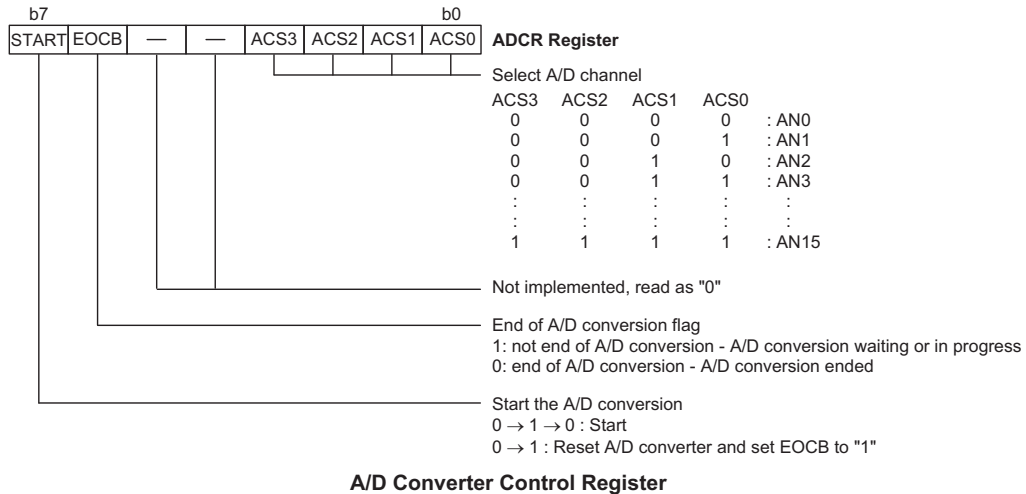 b7 b0
START EOCB — — ACS3 ACS2 ACS1 ACS0 ADCR Register
Select A/D channel
ACS3 ACS2 ACS1 ACS0
0 0 0 0 : AN0
0 0 0 1 : AN1
0 0 1 0 : AN2
0 0 1 1 : AN3
: : : : :
: : : : :
1 1 1 1 : AN15
Not implemented, read as "0"
End of A/D conversion flag
1: not end of A/D conversion - A/D conversion waiting or in progress
0: end of A/D conversion - A/D conversion ended
Start the A/D conversion
0 → 1 → 0 : Start
0 → 1 : Reset A/D converter and set EOCB to "1"
A/D Converter Control Register